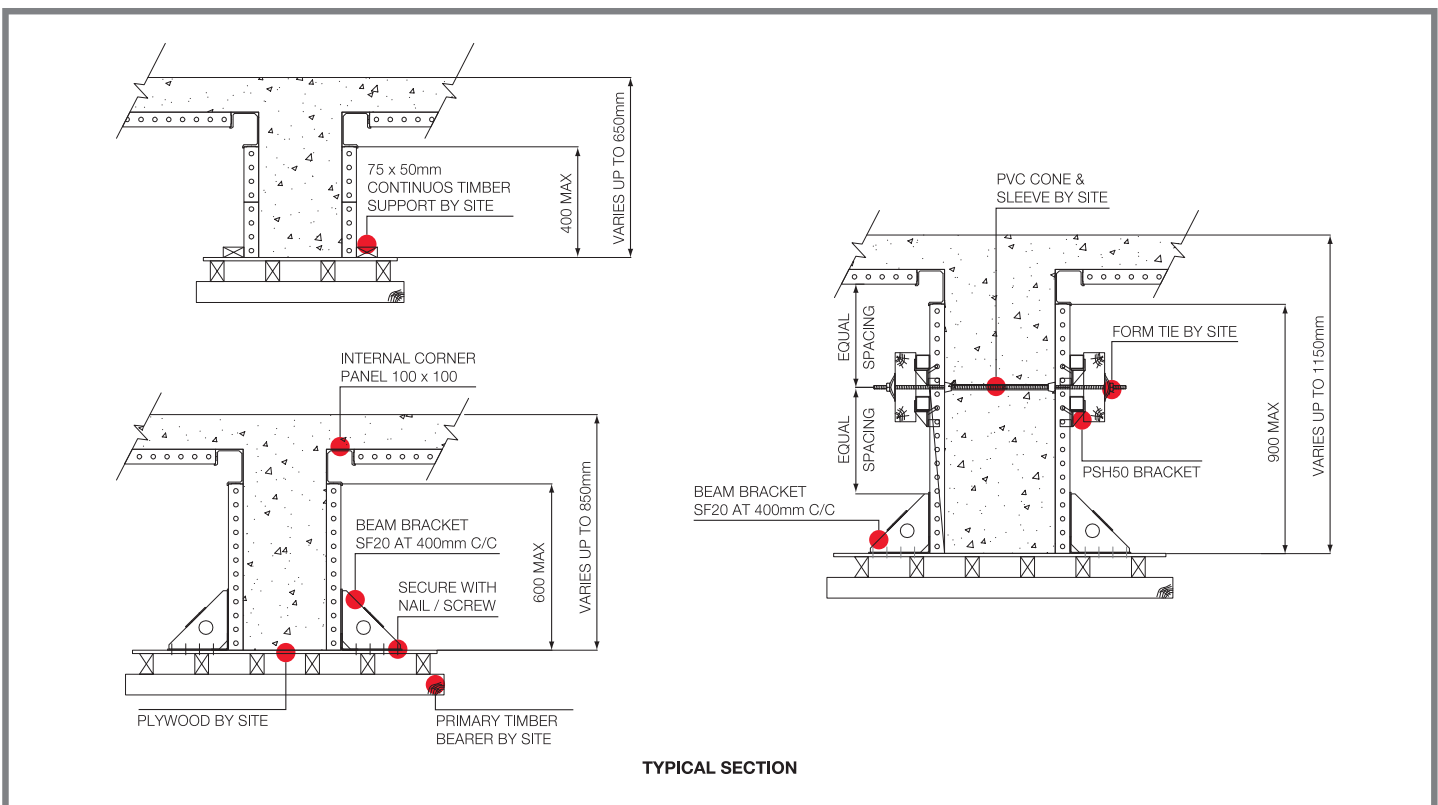 75 x 50mm
CONTINUOS TIMBER
SUPPORT BY SITE
400 MAX
VARIES UP TO 650mm
INTERNAL CORNER
PANEL 100 x 100
BEAM BRACKET
SF20 AT 400mm C/C
SECURE WITH
NAIL / SCREW
600 MAX
VARIES UP TO 850mm
PLYWOOD BY SITE
PRIMARY TIMBER
BEARER BY SITE
PVC CONE &
SLEEVE BY SITE
EQUAL
SPACING
EQUAL
SPACING
FORM TIE BY SITE
PSH50 BRACKET
BEAM BRACKET
SF20 AT 400mm C/C
900 MAX
VARIES UP TO 1150mm
TYPICAL SECTION